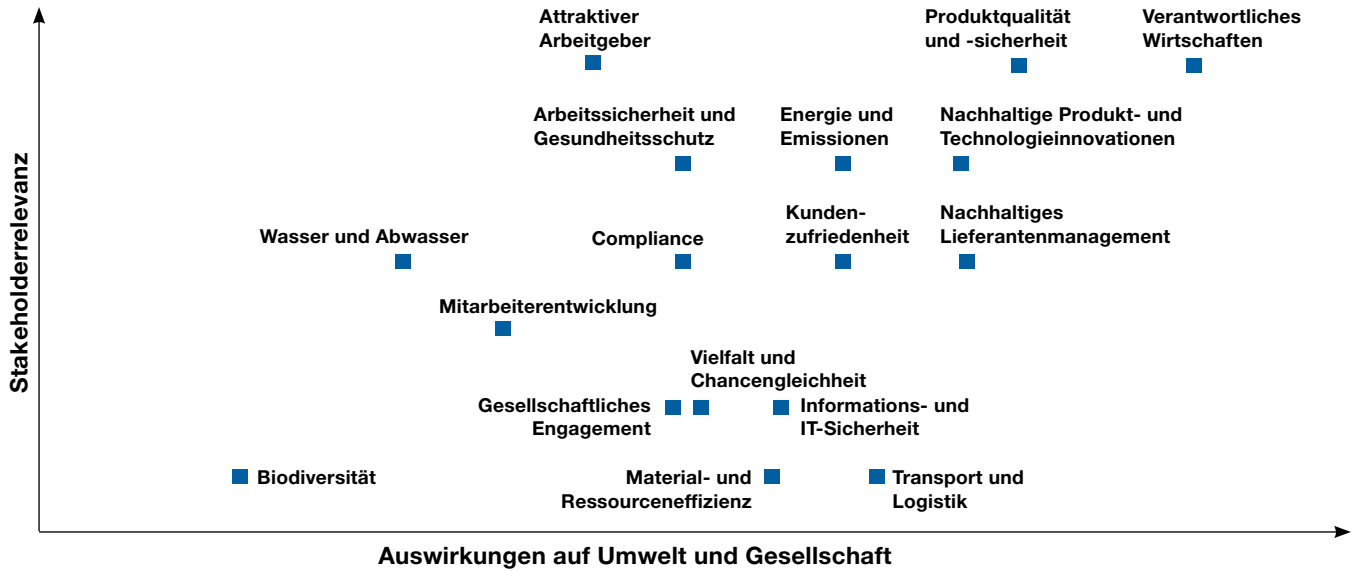 Attraktiver
Arbeitgeber
Produktqualität
und -sicherheit
Verantwortliches
Wirtschaften
Arbeitssicherheit und
Gesundheitsschutz
Energie und
Emissionen
Nachhaltige Produkt- und
Technologieinnovationen
Wasser und Abwasser
Compliance
Kunden-
zufriedenheit
Nachhaltiges
Lieferantenmanagement
Mitarbeiterentwicklung
Vielfalt und
Chancengleichheit
Gesellschaftliches
Engagement
Informations- und
IT-Sicherheit
Biodiversität
Material- und
Ressourceneffizienz
Transport und
Logistik
Stakeholderrelevanz
Auswirkungen auf Umwelt und Gesellschaft